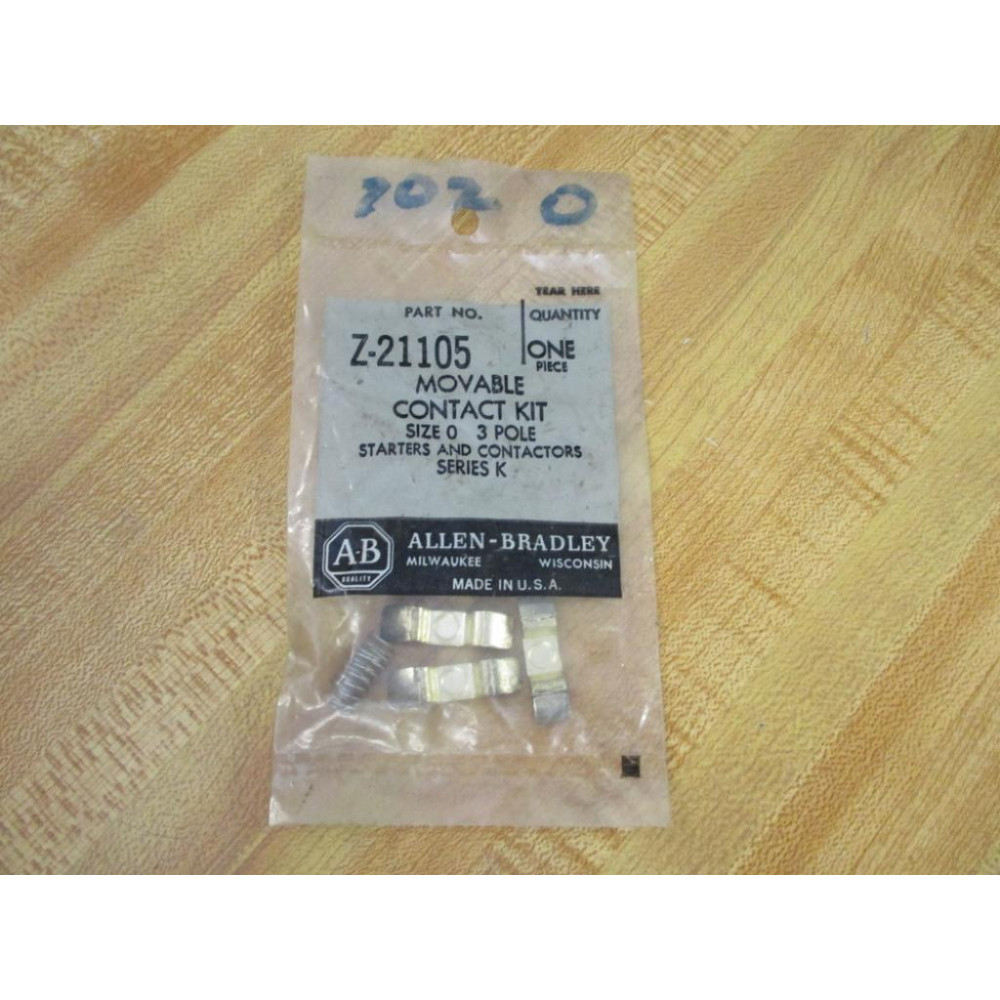 302 0
TEAR HERE
PART NO. QUANTITY
Z-21105 ONE
PIECE
MOVABLE
CONTACT KIT
SIZE 0 3 POLE
STARTERS AND CONTACTORS
SERIES K
A-B
QUALITY
ALLEN-BRADLEY
MILWAUKEE WISCONSIN
MADE IN U.S.A.